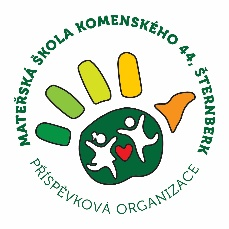 MATEŘSKÁ ŠKOLA KOMENSKÉHO 44, ŠTERNBERK
PŘÍSPĚVKOVÁ ORGANIZACE